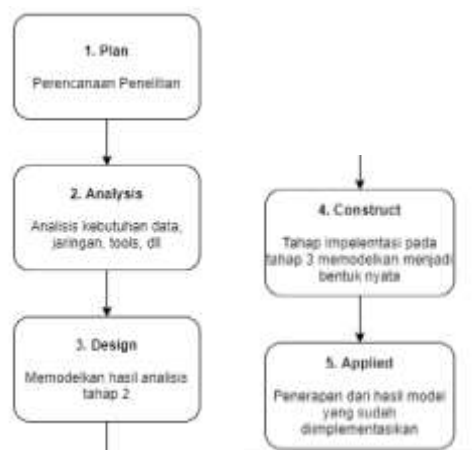 1. Plan
Perencanaan Penelitian
2. Analysis
Analisis kebutuhan data,
jaringan, tools, dll
3. Design
Memodelkan hasil analisis
tahap 2
4. Construct
Tahap impelemtasi pada
tahap 3 memodelkan menjadi
bentuk nyata
5. Applied
Penerapan dari hasil model
yang sudah
diimplementasikan